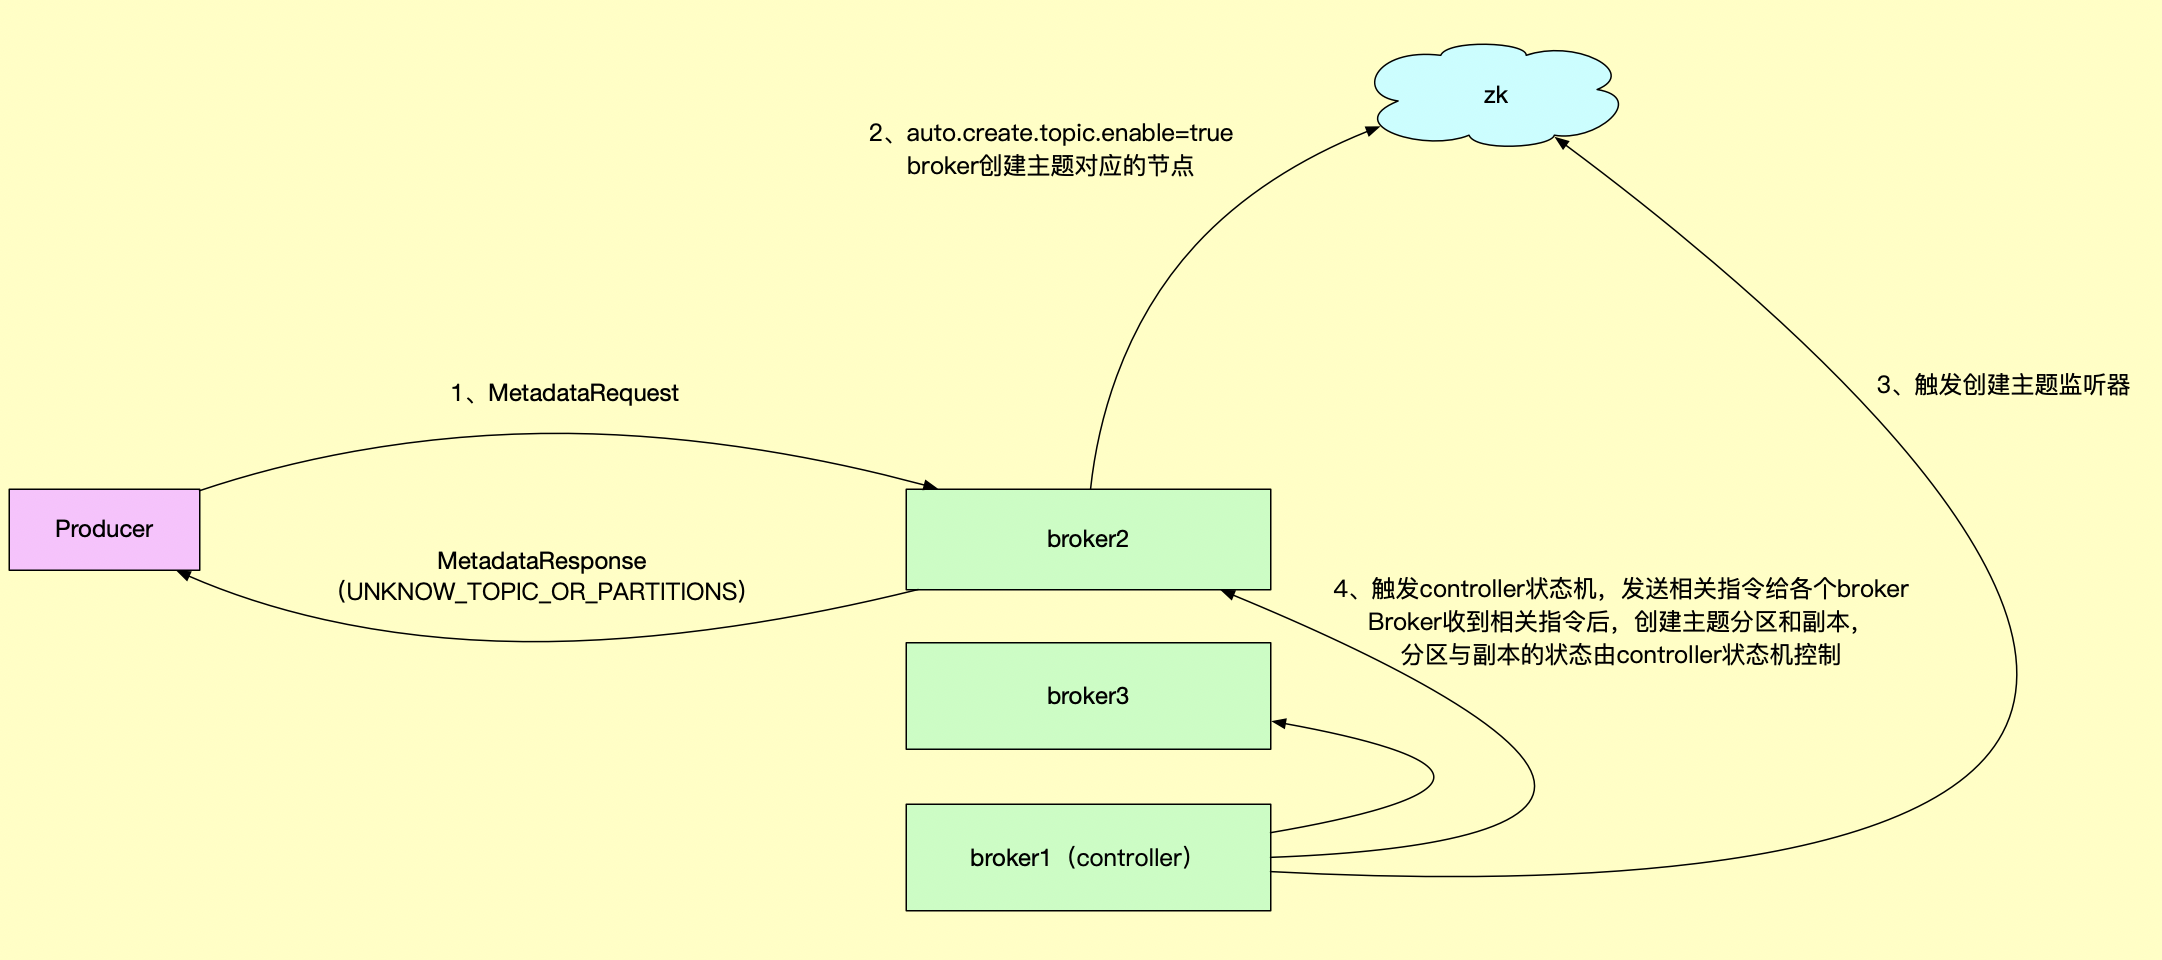 zk
2、auto.create.topic.enable=true
broker创建主题对应的节点
3、触发创建主题监听器
1、MetadataRequest
Producer
broker2
MetadataResponse
（UNKNOW_TOPIC_OR_PARTITIONS）
4、触发controller状态机，发送相关指令给各个broker
Broker收到相关指令后，创建主题分区和副本，
分区与副本的状态由controller状态机控制
broker3
broker1（controller）